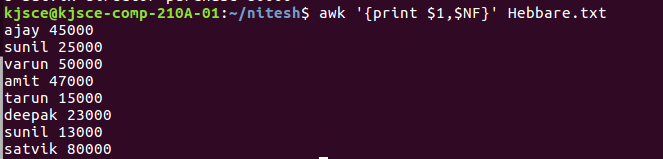 kjsce@kjsce-comp-210A-01:~/nitesh$ awk '{print $1,$NF}' Hebbare.txt
ajay 45000
sunil 25000
varun 50000
amit 47000
tarun 15000
deepak 23000
sunil 13000
satvik 80000